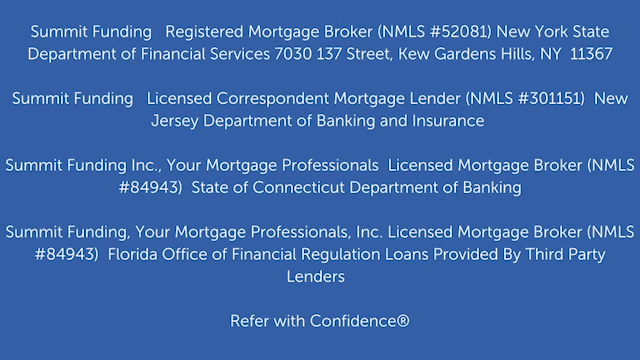 Summit Funding   Registered Mortgage Broker (NMLS #52081) New York State
Department of Financial Services 7030 137 Street, Kew Gardens Hills, NY  11367
Summit Funding   Licensed Correspondent Mortgage Lender (NMLS #301151)  New
Jersey Department of Banking and Insurance
Summit Funding Inc., Your Mortgage Professionals  Licensed Mortgage Broker (NMLS
#84943)  State of Connecticut Department of Banking
Summit Funding, Your Mortgage Professionals, Inc. Licensed Mortgage Broker (NMLS
#84943)  Florida Office of Financial Regulation Loans Provided By Third Party
Lenders
Refer with Confidence®